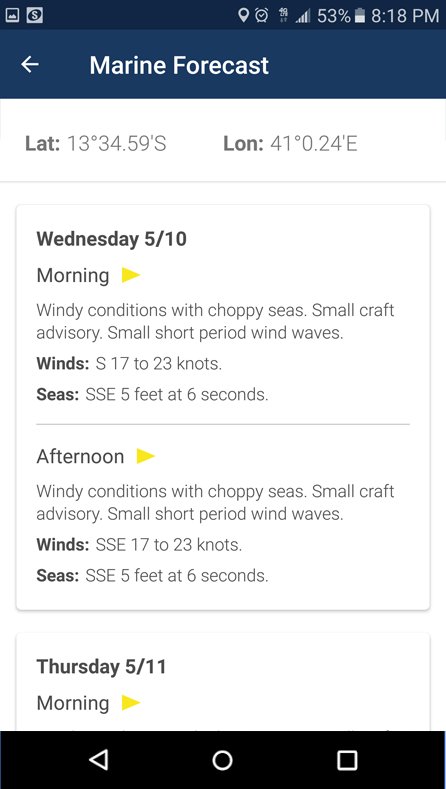 53% 8:18 PM
Marine Forecast
Lat: 13°34.59'S Lon: 41°0.24'E
Wednesday 5/10
Morning
Windy conditions with choppy seas. Small craft
advisory. Small short period wind waves.
Winds: S 17 to 23 knots.
Seas: SSE 5 feet at 6 seconds.
Afternoon
Windy conditions with choppy seas. Small craft
advisory. Small short period wind waves.
Winds: SSE 17 to 23 knots.
Seas: SSE 5 feet at 6 seconds.
Thursday 5/11
Morning